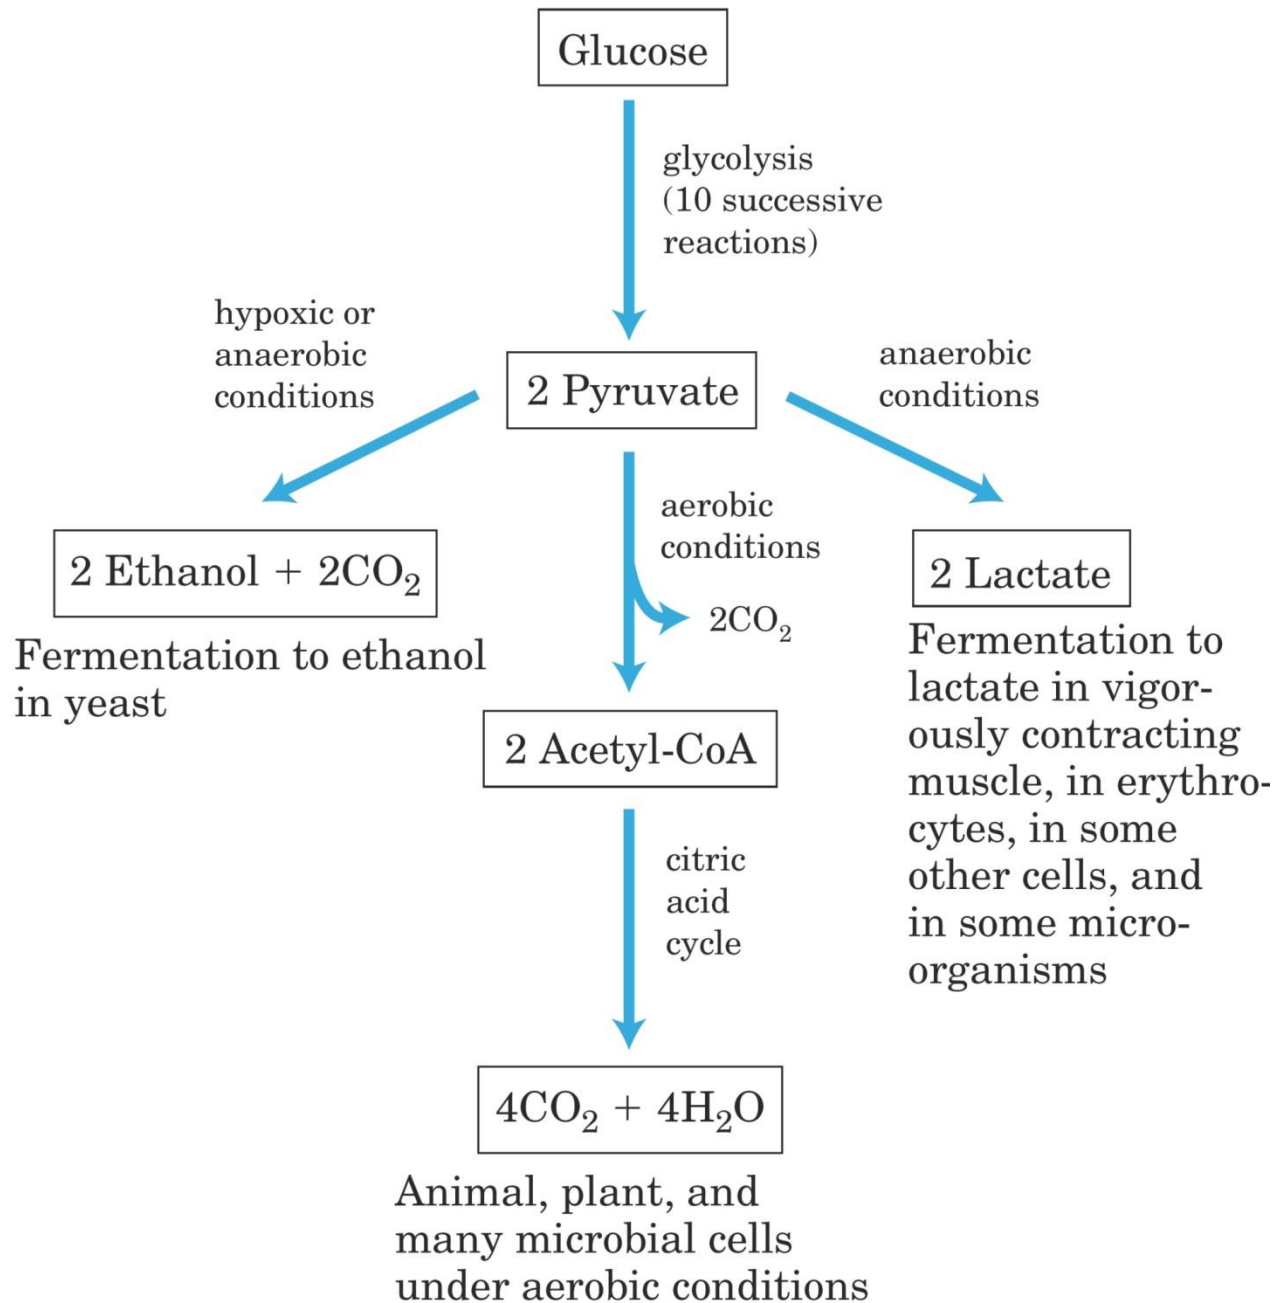 Glucose
glycolysis
(10 successive
reactions)
hypoxic or
anaerobic
conditions
2 Pyruvate
anaerobic
conditions
2 Ethanol + 2CO₂
Fermentation to ethanol
in yeast
aerobic
conditions
2CO₂
2 Lactate
Fermentation to
lactate in vigor-
ously contracting
muscle, in erythro-
cytes, in some
other cells, and
in some micro-
organisms
2 Acetyl-CoA
citric
acid
cycle
4CO₂ + 4H₂O
Animal, plant, and
many microbial cells
under aerobic conditions